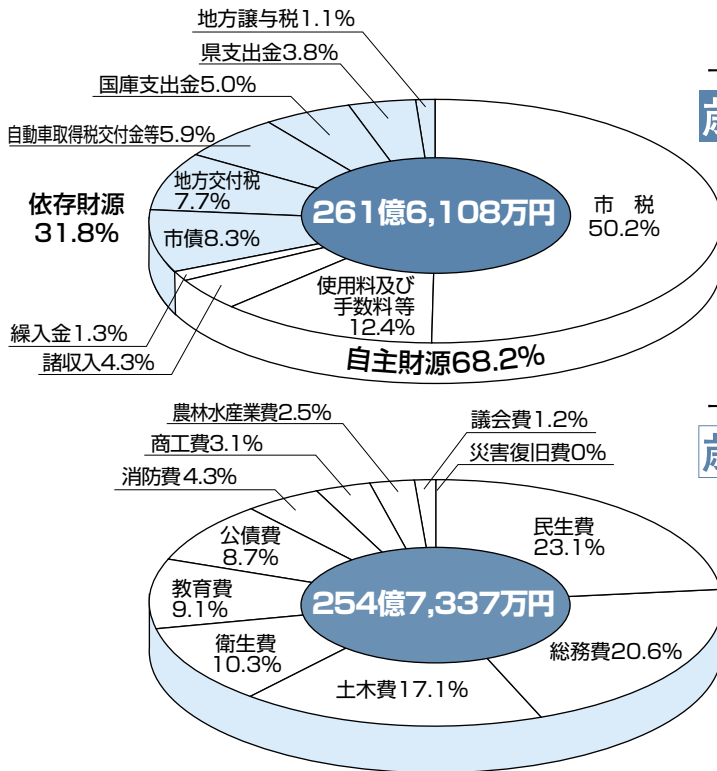 地方譲与税1.1%
県支出金3.8%
国庫支出金5.0%
自動車取得税交付金等5.9%
地方交付税
7.7%
依存財源
31.8%
市債8.3%
261億6,108万円
市 税
50.2%
使用料及び
手数料等
12.4%
繰入金1.3%
諸収入4.3%
自主財源68.2%
農林水産業費2.5%
商工費3.1%
消防費4.3%
議会費1.2%
災害復旧費0%
公債費
8.7%
民生費
23.1%
教育費
9.1%
254億7,337万円
衛生費
10.3%
総務費20.6%
土木費17.1%